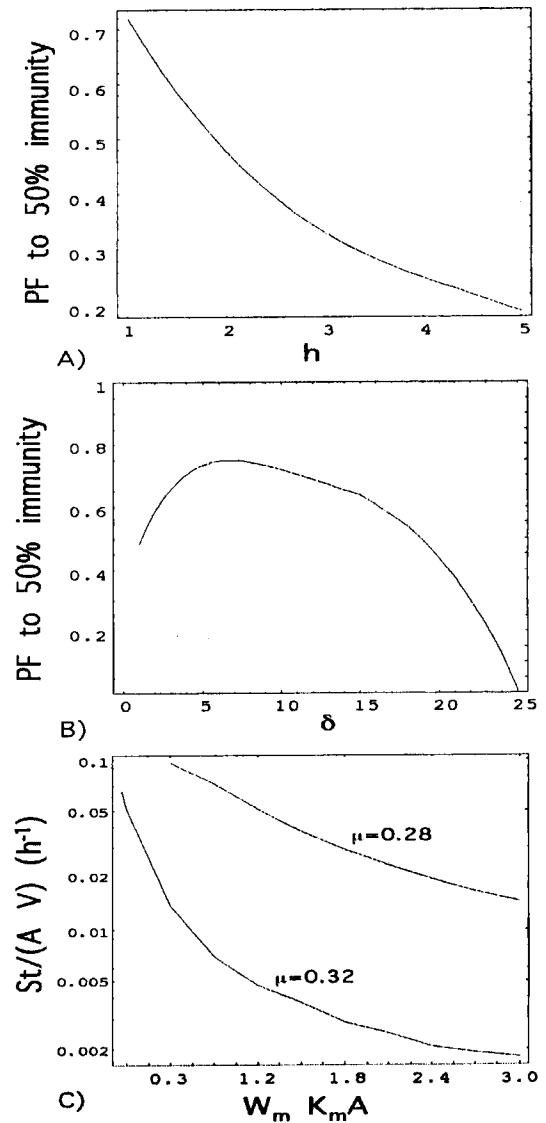 0.7
0.6
0.5
0.4
0.3
0.2
PF to 50% immunity
1 2 3 4 5
h
A)
1
0.8
0.6
0.4
0.2
PF to 50% immunity
0 5 10 15 20 25
δ
B)
0.1
0.05
0.02
0.01
0.005
0.002
St/(A V) (h⁻¹)
μ=0.28
μ=0.32
0.3 1.2 1.8 2.4 3.0
W_m K_m A
C)